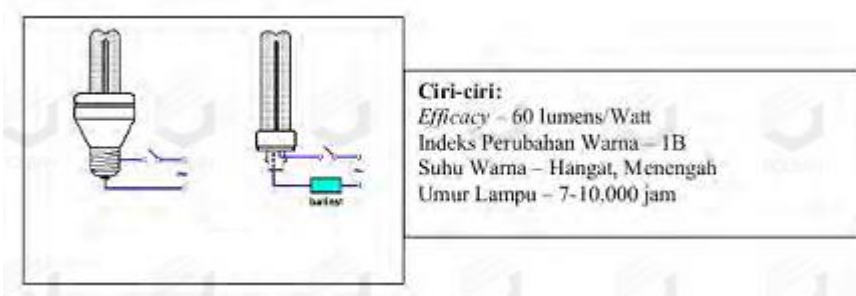 ballast
Ciri-ciri:
Efficacy – 60 lumens/Watt
Indeks Perubahan Warna – 1B
Suhu Warna – Hangat, Menengah
Umur Lampu – 7-10.000 jam